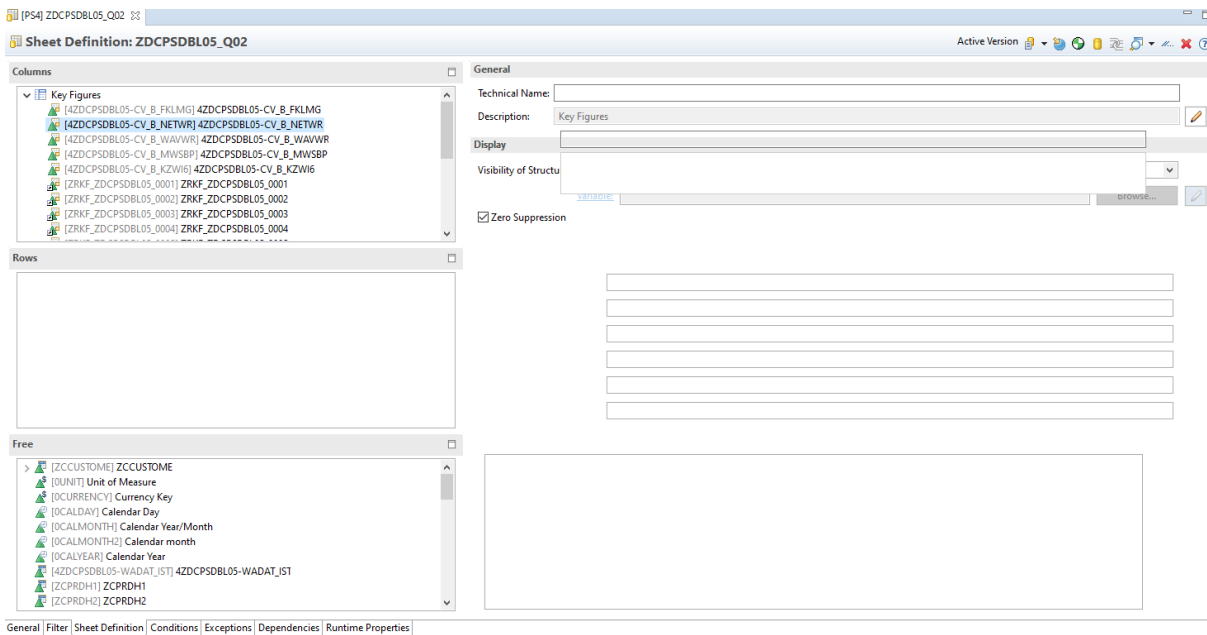 [PS4] ZDCPSDBL05_Q02
Sheet Definition: ZDCPSDBL05_Q02
Active Version
Columns
Key Figures
[4ZDCPSDBL05-CV_B_FKLMG] 4ZDCPSDBL05-CV_B_FKLMG
[4ZDCPSDBL05-CV_B_NETWR] 4ZDCPSDBL05-CV_B_NETWR
[4ZDCPSDBL05-CV_B_WAVWR] 4ZDCPSDBL05-CV_B_WAVWR
[4ZDCPSDBL05-CV_B_MWSBP] 4ZDCPSDBL05-CV_B_MWSBP
[4ZDCPSDBL05-CV_B_KZWI6] 4ZDCPSDBL05-CV_B_KZWI6
[ZRKF_ZDCPSDBL05_0001] ZRKF_ZDCPSDBL05_0001
[ZRKF_ZDCPSDBL05_0002] ZRKF_ZDCPSDBL05_0002
[ZRKF_ZDCPSDBL05_0003] ZRKF_ZDCPSDBL05_0003
[ZRKF_ZDCPSDBL05_0004] ZRKF_ZDCPSDBL05_0004
Rows
Free
[ZCCUSTOME] ZCCUSTOME
[0UNIT] Unit of Measure
[0CURRENCY] Currency Key
[0CALDAY] Calendar Day
[0CALMONTH] Calendar Year/Month
[0CALMONTH2] Calendar month
[0CALYEAR] Calendar Year
[4ZDCPSDBL05-WADAT_IST] 4ZDCPSDBL05-WADAT_IST
[ZCPRDH1] ZCPRDH1
[ZCPRDH2] ZCPRDH2
General
Technical Name:
Description: Key Figures
Display
Visibility of Structu
Variable: Browse...
Zero Suppression
General Filter Sheet Definition Conditions Exceptions Dependencies Runtime Properties